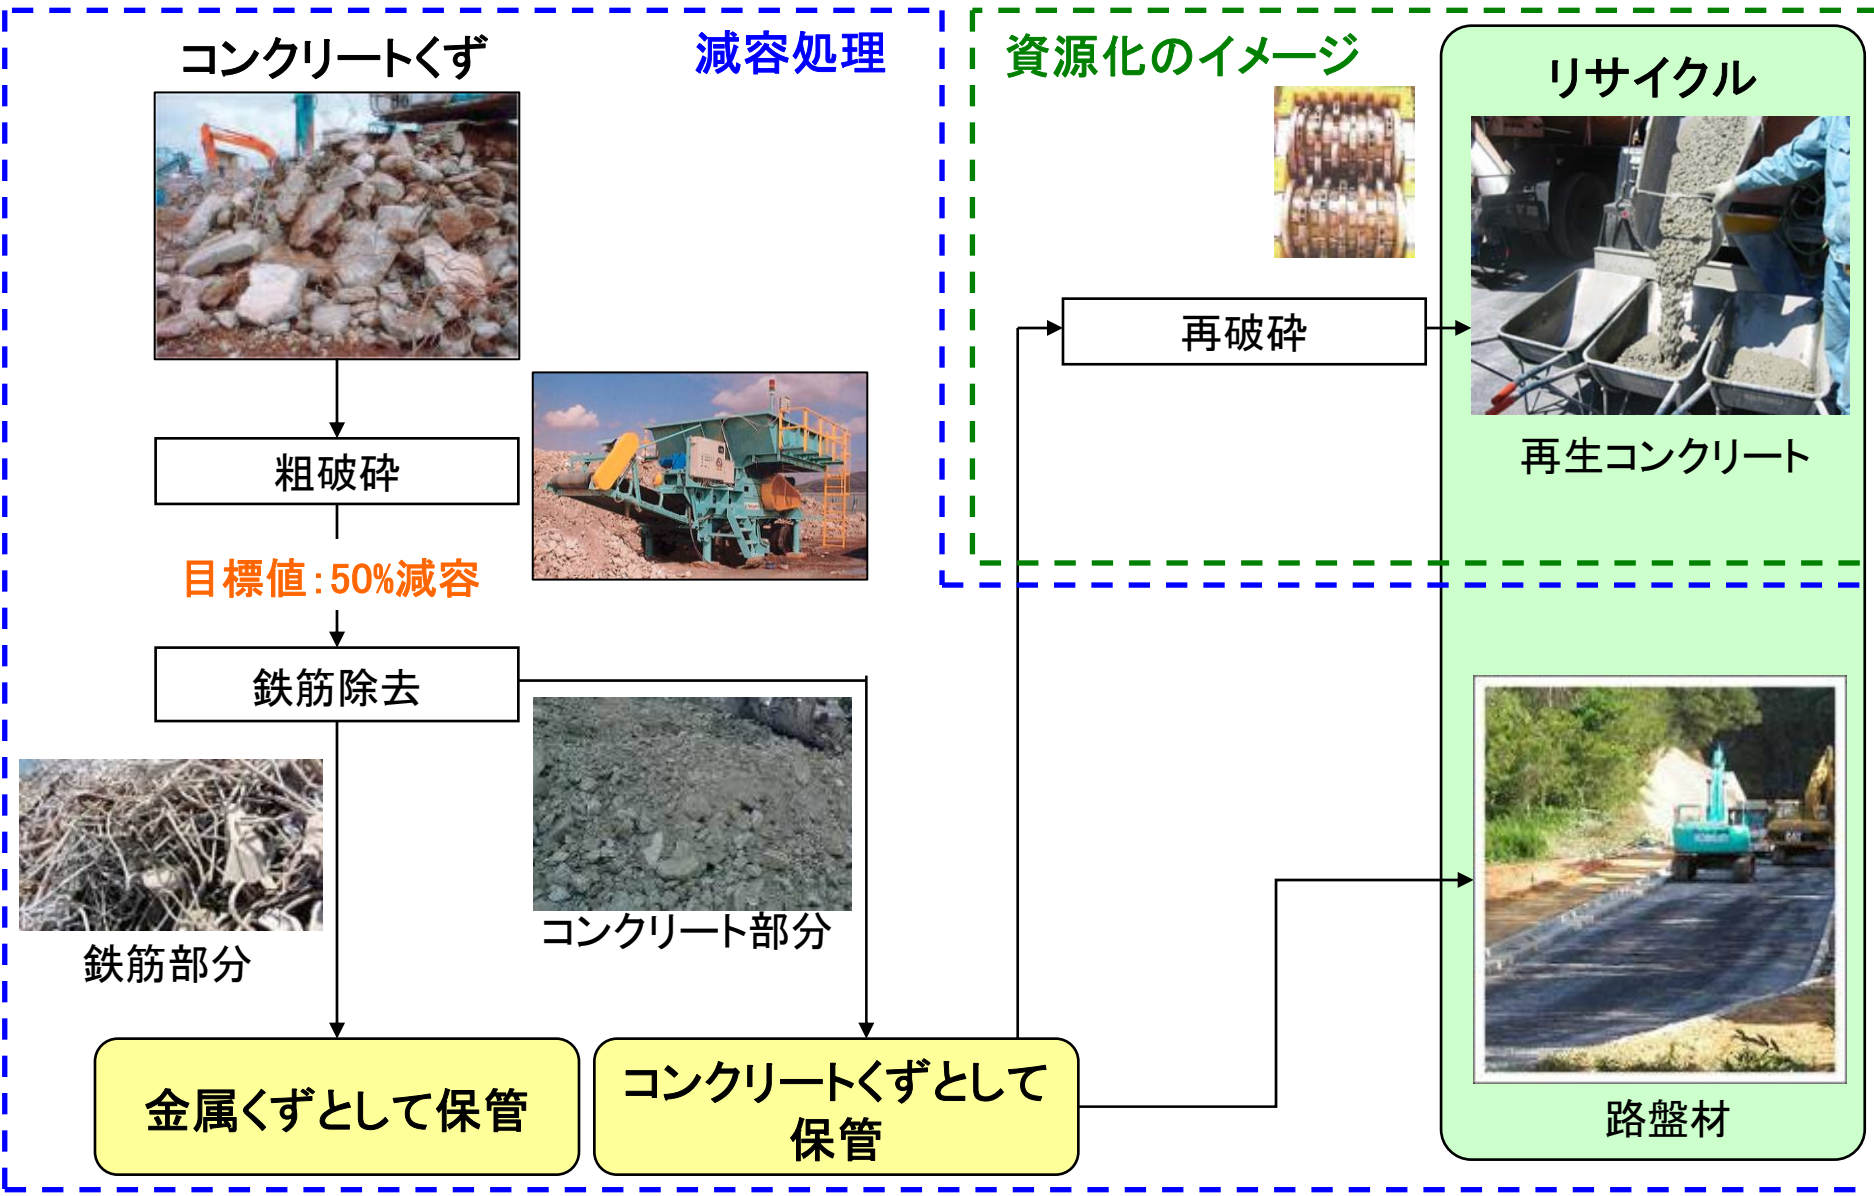 コンクリートくず
減容処理
資源化のイメージ
リサイクル
再破砕
再生コンクリート
粗破砕
目標値：50%減容
鉄筋除去
鉄筋部分
コンクリート部分
金属くずとして保管
コンクリートくずとして
保管
路盤材
CAT